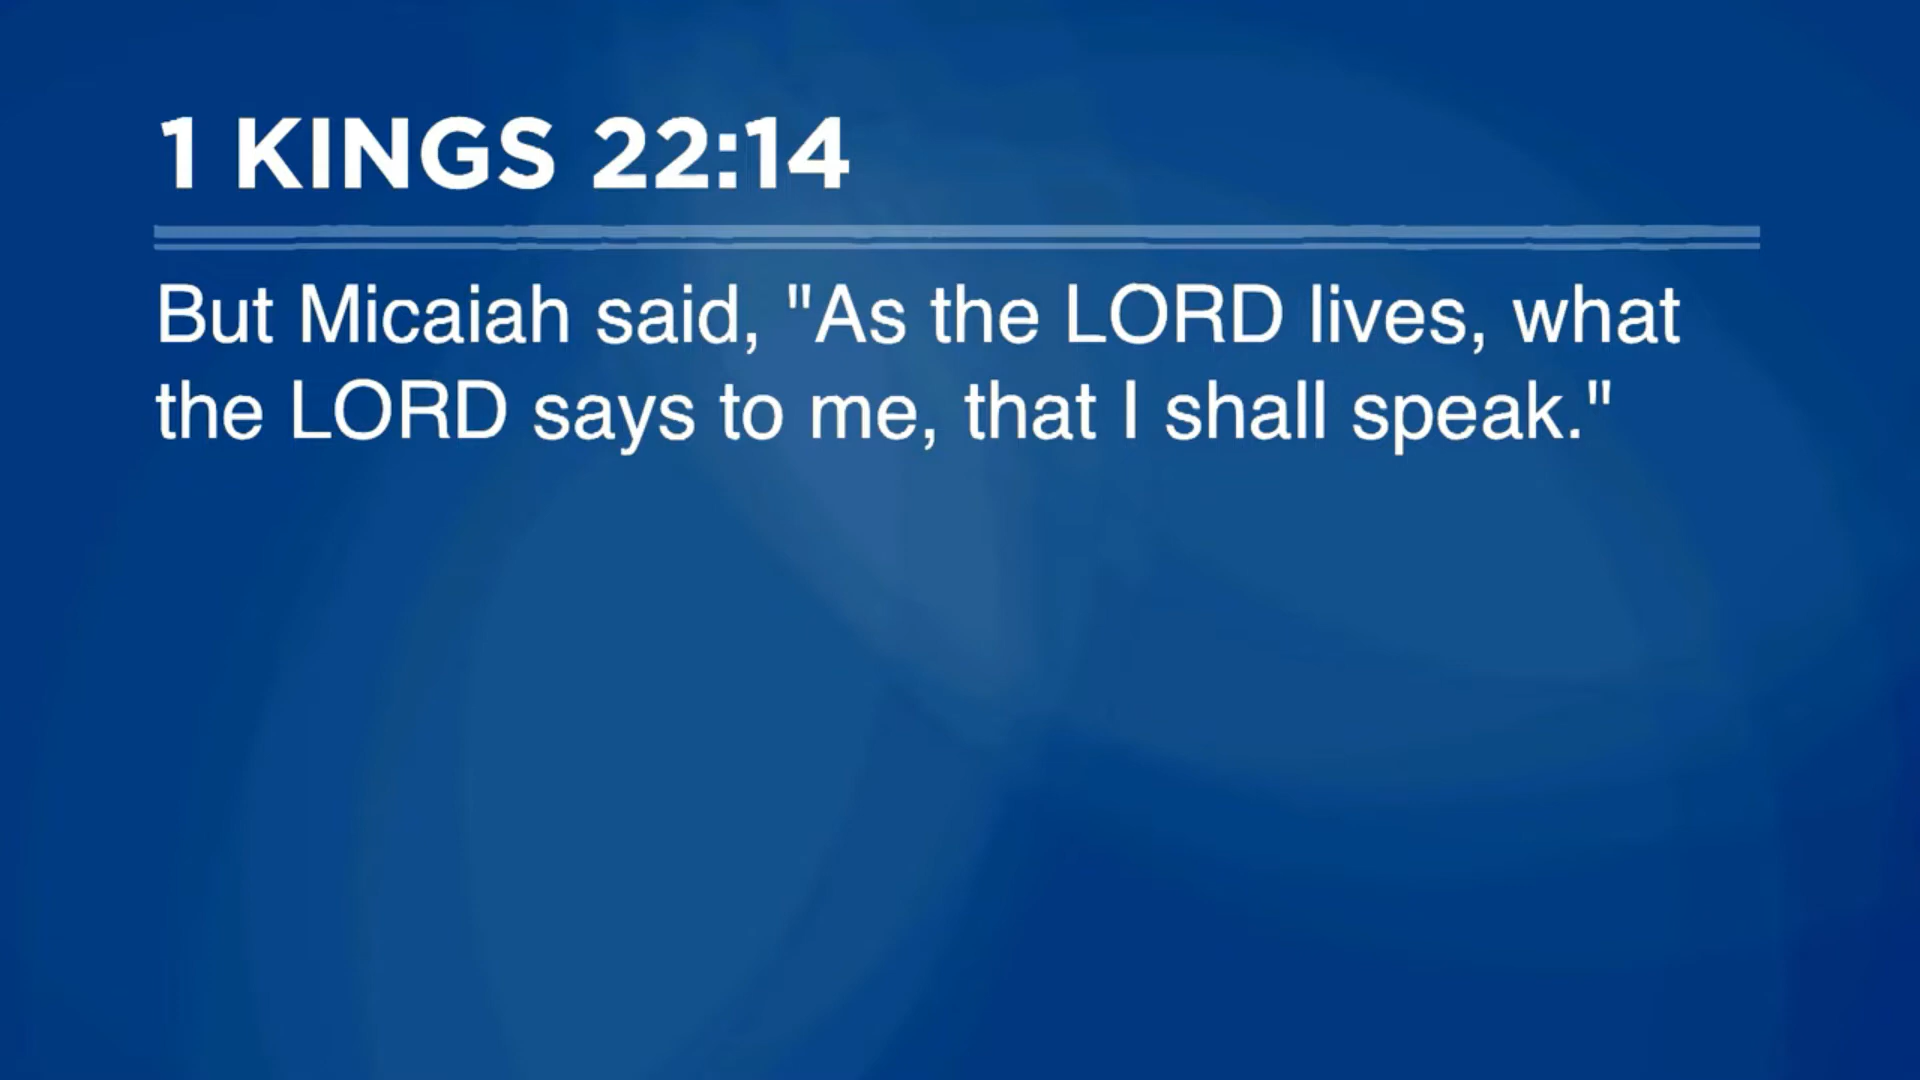 1 KINGS 22:14
But Micaiah said, "As the LORD lives, what
the LORD says to me, that I shall speak."